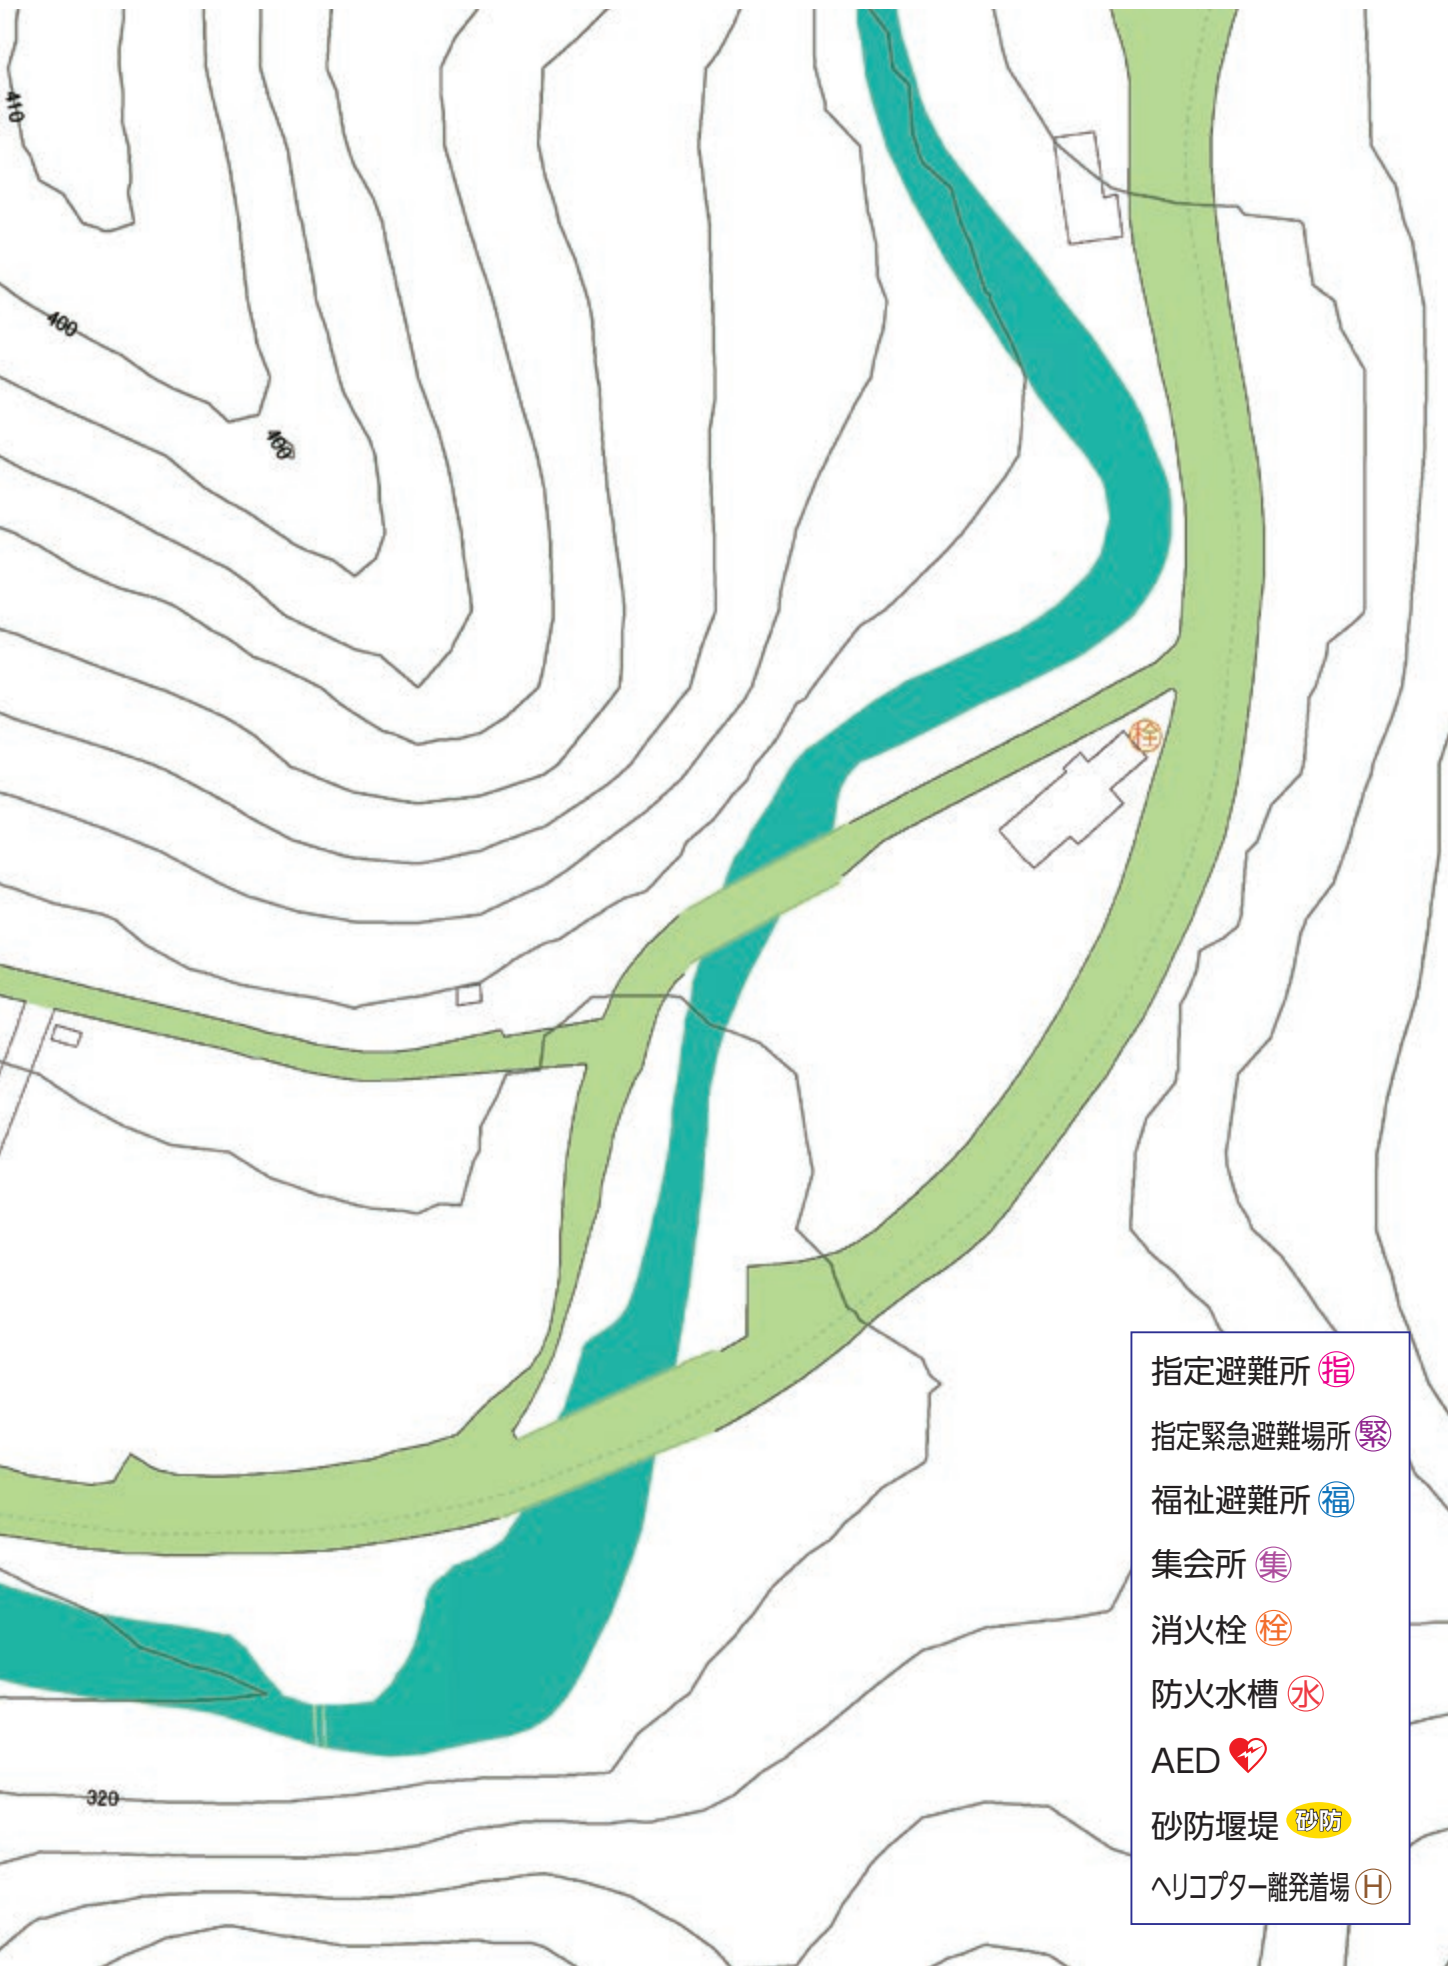 410
400
400
栓
320
指定避難所 指
指定緊急避難場所 緊
福祉避難所 福
集会所 集
消火栓 栓
防火水槽 水
AED
砂防堰堤 砂防
ヘリコプター離発着場 H